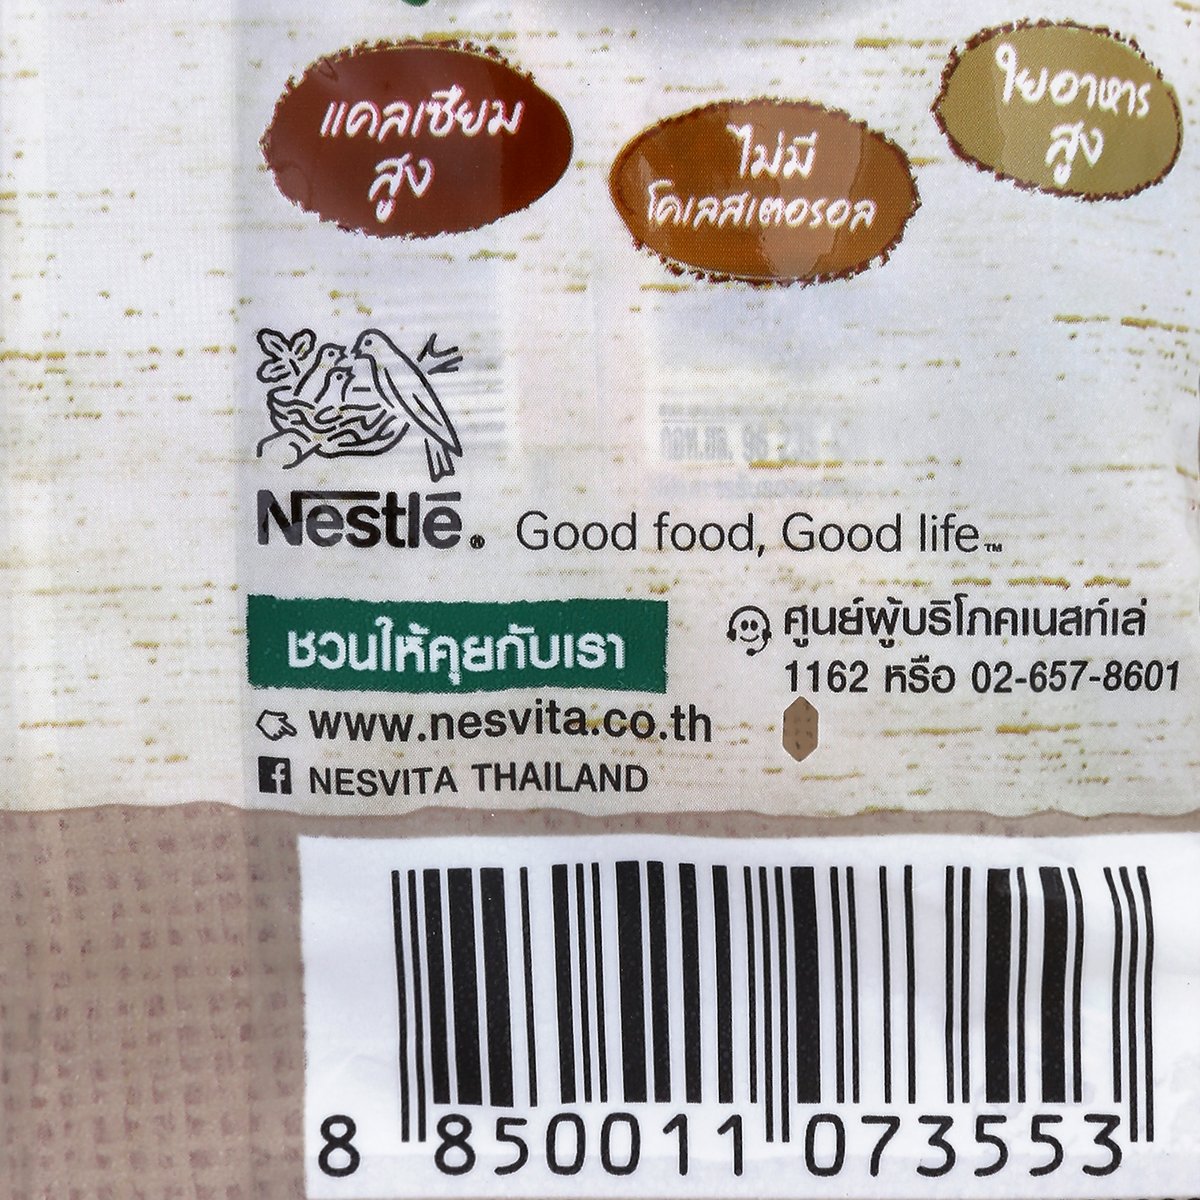 แคลเซียม
สูง
ไม่มี
โคเลสเตอรอล
ใยอาหาร
สูง
Nestlé® Good food, Good life™
ชวนให้คุยกับเรา
www.nesvita.co.th
f NESVITA THAILAND
ศูนย์ผู้บริโภคเนสท์เล่
1162 หรือ 02-657-8601
8 850011 073553